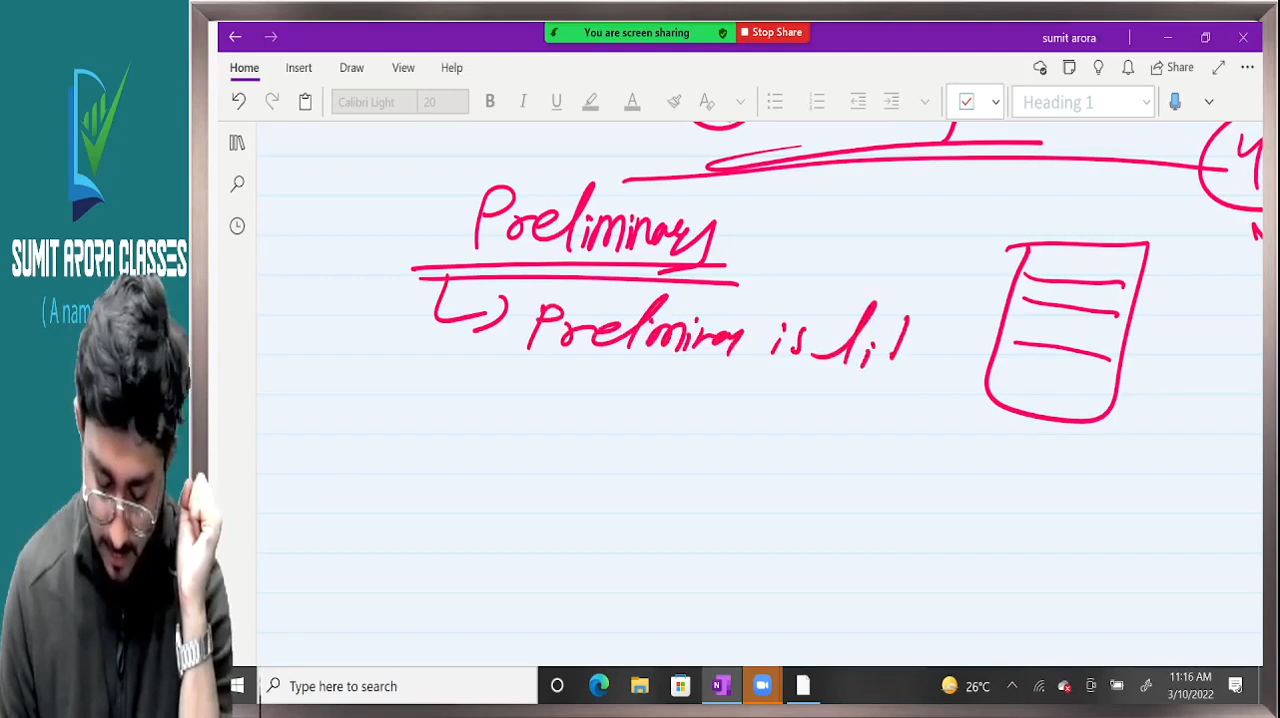 You are screen sharing Stop Share
sumit arora
Home Insert Draw View Help Share
Calibri Light 20 B I U A Heading 1
Preliminary
Preliminary is
SUMIT ARORA CLASSES
( A nam
Type here to search
26°C
11:16 AM
3/10/2022